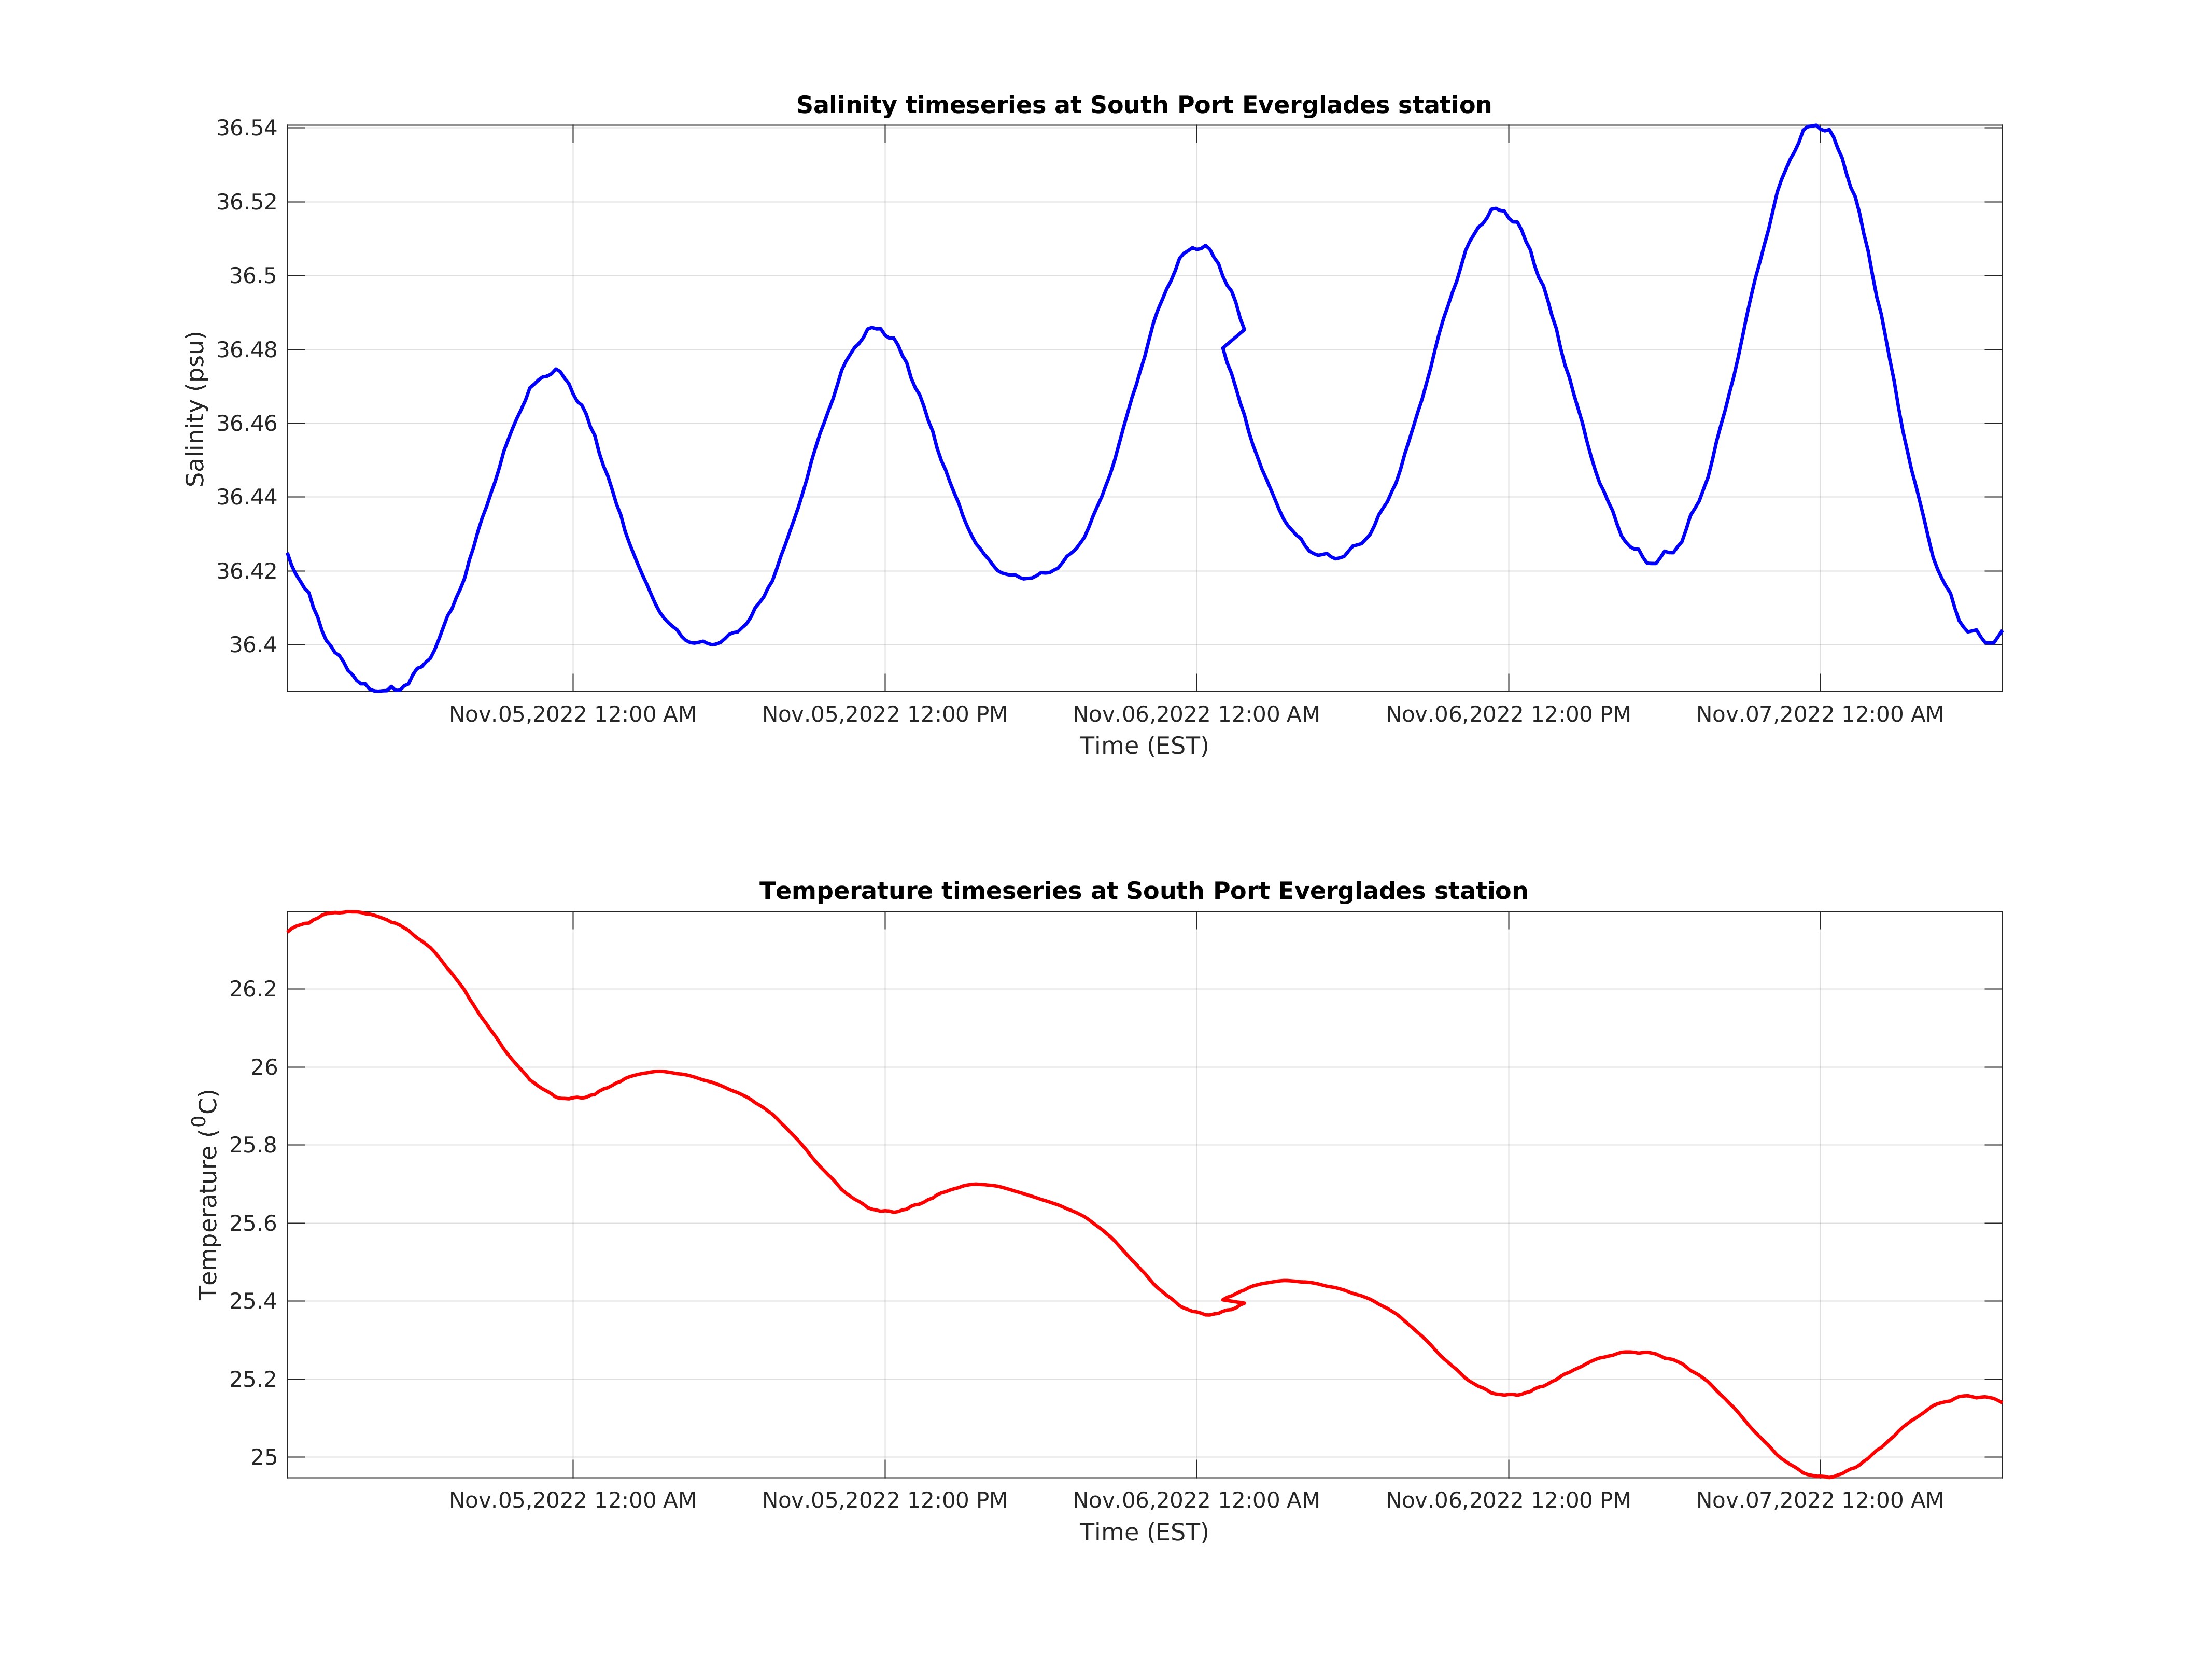 Salinity timeseries at South Port Everglades station
36.54
36.52
36.5
36.48
36.46
36.44
36.42
36.4
Salinity (psu)
Nov.05,2022 12:00 AM
Nov.05,2022 12:00 PM
Nov.06,2022 12:00 AM
Nov.06,2022 12:00 PM
Nov.07,2022 12:00 AM
Time (EST)
Temperature timeseries at South Port Everglades station
26.2
26
25.8
25.6
25.4
25.2
25
Temperature (⁰C)
Nov.05,2022 12:00 AM
Nov.05,2022 12:00 PM
Nov.06,2022 12:00 AM
Nov.06,2022 12:00 PM
Nov.07,2022 12:00 AM
Time (EST)